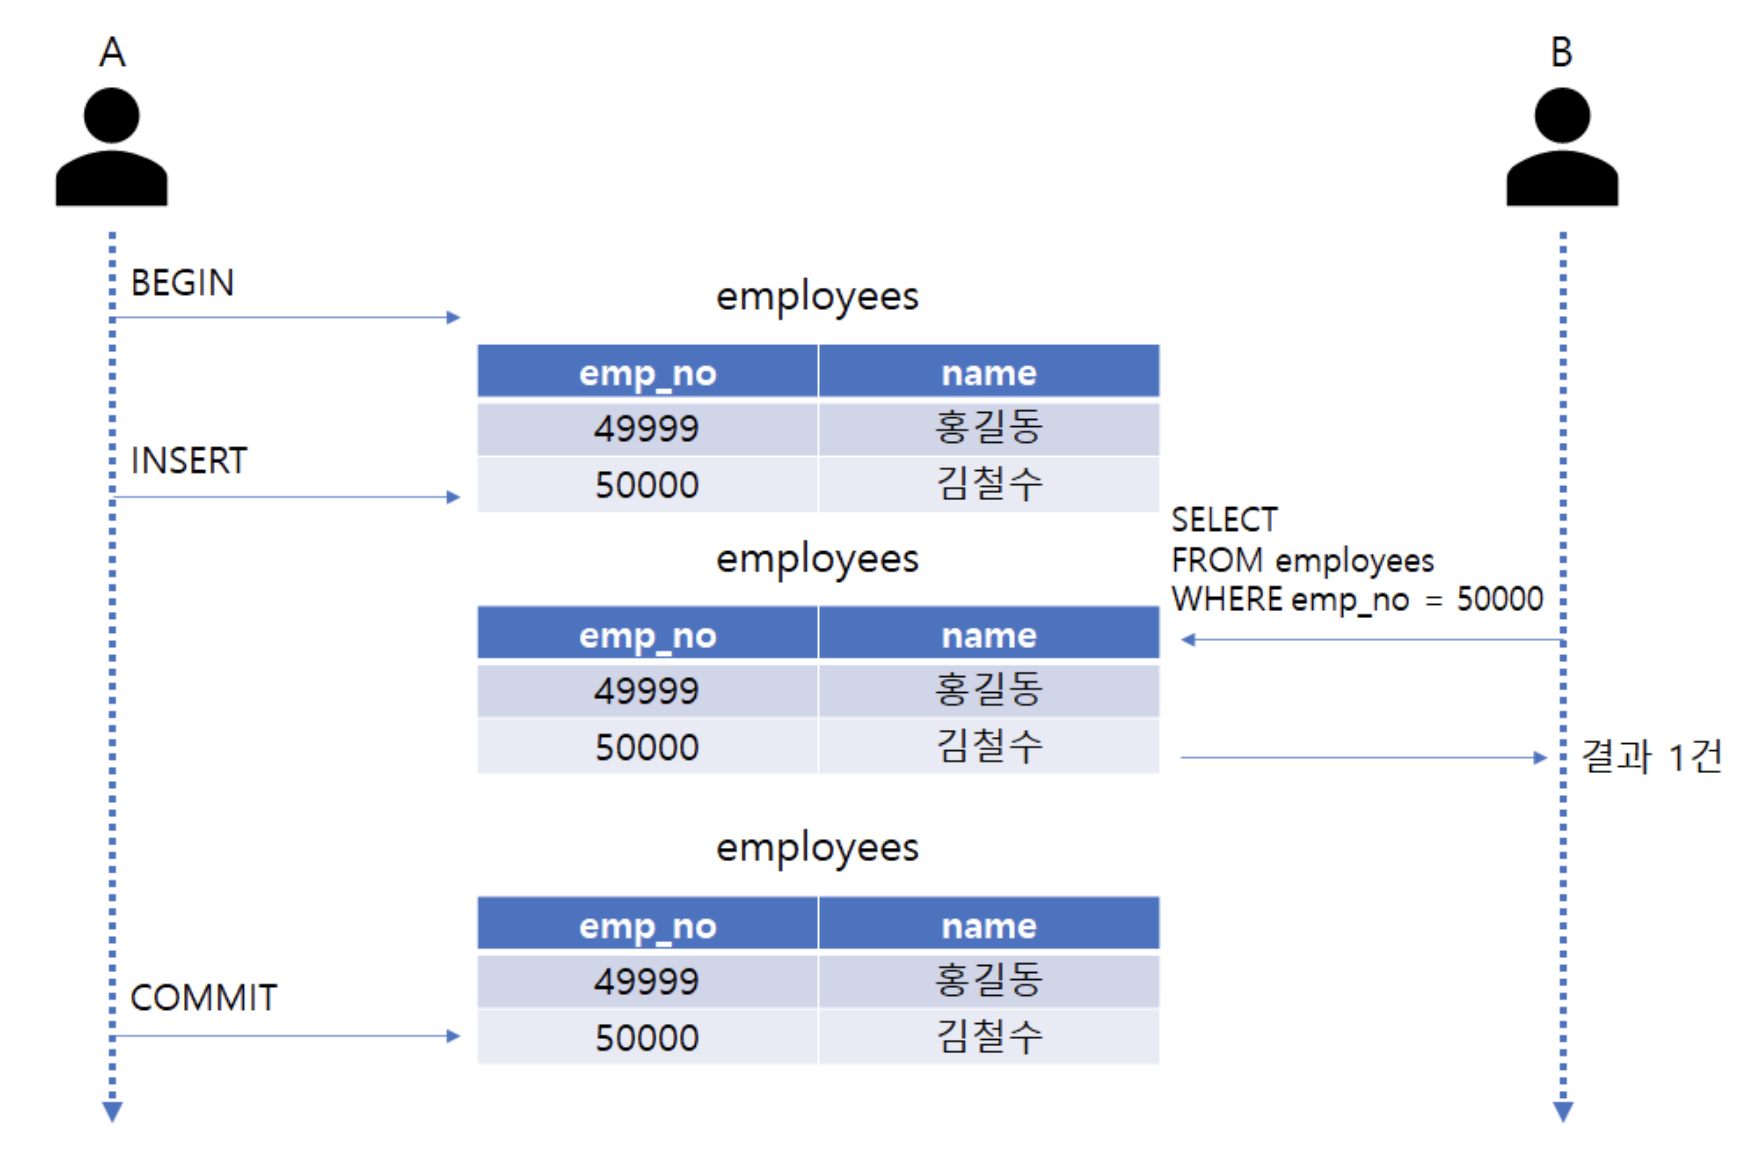 A
B
BEGIN
employees
emp_no name
49999 홍길동
INSERT
50000 김철수
SELECT
FROM employees
WHERE emp_no = 50000
employees
emp_no name
49999 홍길동
50000 김철수
결과 1건
employees
emp_no name
49999 홍길동
COMMIT
50000 김철수